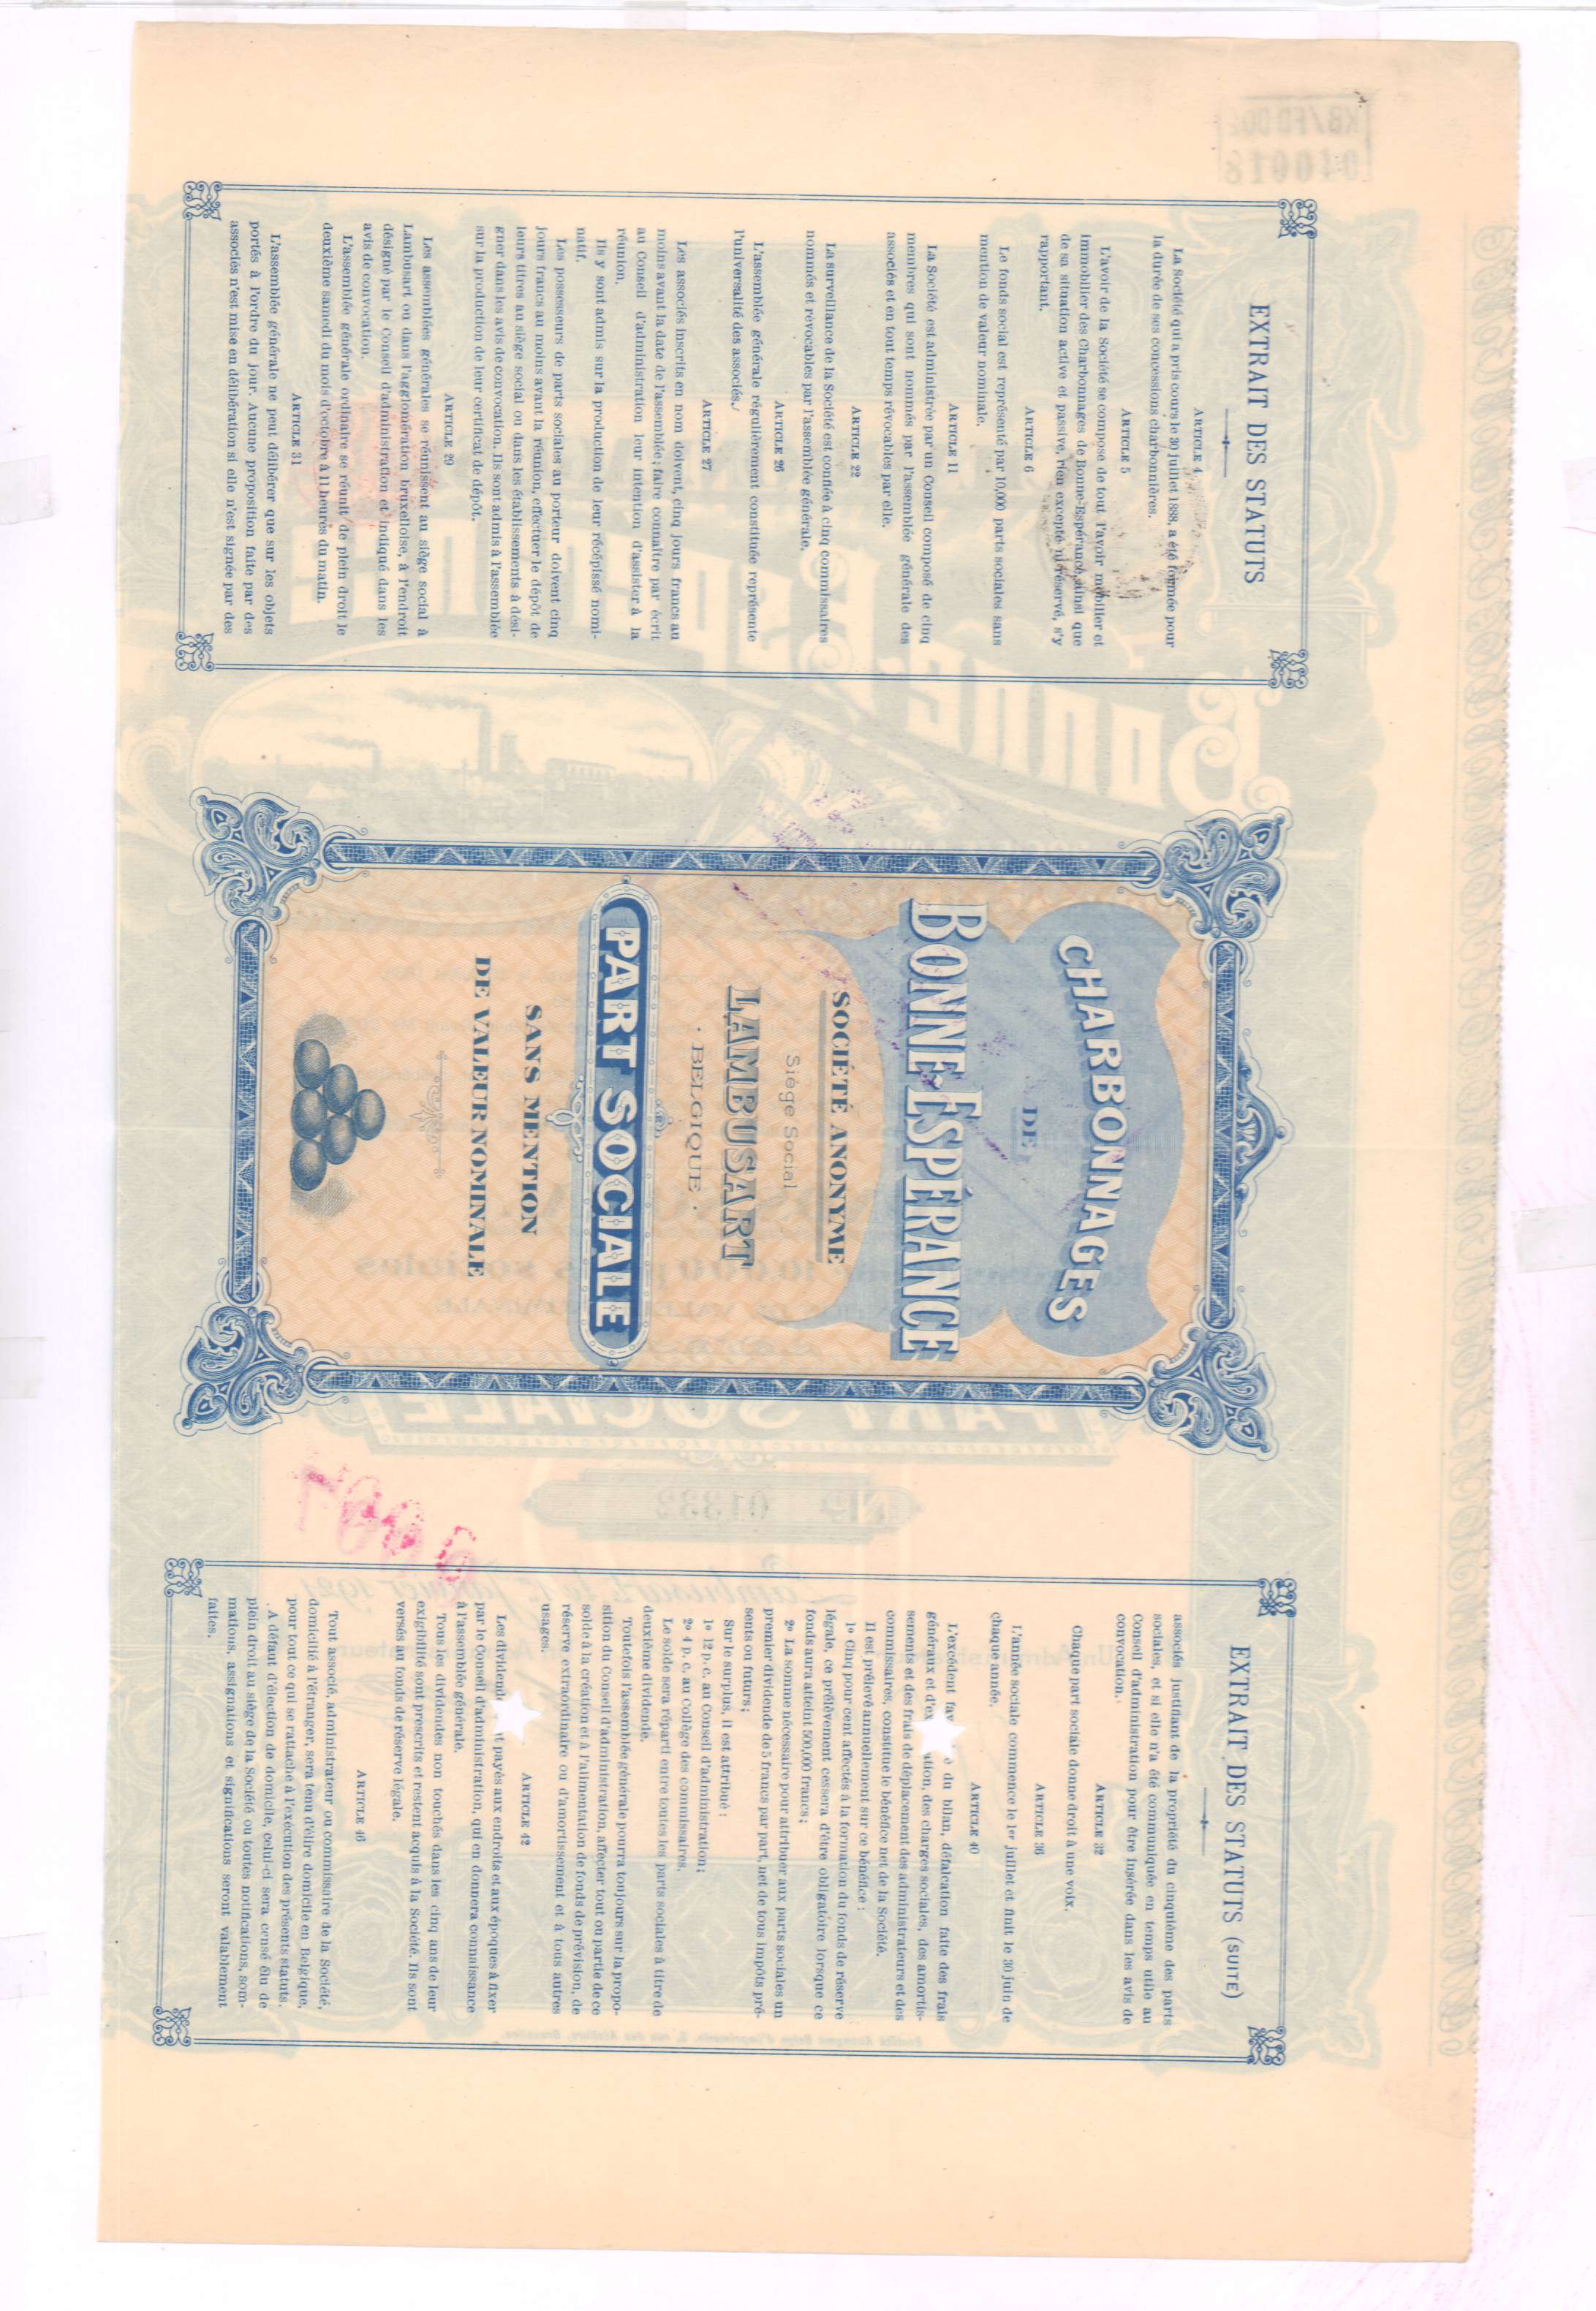 EXTRAIT DES STATUTS
ARTICLE 4
La Société qui a pris cours le 30 juillet 1888, a été formée pour
la durée de ses concessions charbonnières.
ARTICLE 5
L'avoir de la Société se compose de tout l'avoir mobilier et
immobilier des Charbonnages de Bonne-Espérance, ainsi que
de sa situation active et passive, rien excepté ni réservé, s'y
rapportant.
ARTICLE 6
Le fonds social est représenté par 10,000 parts sociales sans
mention de valeur nominale.
ARTICLE 11
La Société est administrée par un Conseil composé de cinq
membres qui sont nommés par l'assemblée générale des
associés et en tout temps révocables par elle.
ARTICLE 22
La surveillance de la Société est confiée à cinq commissaires
nommés et révocables par l'assemblée générale.
ARTICLE 26
L'assemblée générale régulièrement constituée représente
l'universalité des associés.
ARTICLE 27
Les associés inscrits en nom doivent, cinq jours francs au
moins avant la date de l'assemblée; faire connaître par écrit
au Conseil d'administration leur intention d'assister à la
réunion.
Ils y sont admis sur la production de leur récépissé nomi-
natif.
Les possesseurs de parts sociales au porteur doivent cinq
jours francs au moins avant la réunion, effectuer le dépôt de
leurs titres au siège social ou dans les établissements à dési-
gner dans les avis de convocation. Ils sont admis à l'assemblée
sur la production de leur certificat de dépôt.
ARTICLE 29
Les assemblées générales se réunissent au siège social à
Lambusart ou dans l'agglomération bruxelloise, à l'endroit
désigné par le Conseil d'administration et indiqué dans les
avis de convocation.
L'assemblée générale ordinaire se réunit de plein droit le
deuxième samedi du mois d'octobre à 11 heures du matin.
ARTICLE 31
L'assemblée générale ne peut délibérer que sur les objets
portés à l'ordre du jour. Aucune proposition faite par des
associés n'est mise en délibération si elle n'est signée par des
CHARBONNAGES
DE
BONNE-ESPÉRANCE
SOCIÉTÉ ANONYME
Siège Social
LAMBUSART
· BELGIQUE ·
PART SOCIALE
SANS MENTION
DE VALEUR NOMINALE
EXTRAIT DES STATUTS (SUITE)
associés justifiant de la propriété du cinquième des parts
sociales, et si elle n'a été communiquée en temps utile au
Conseil d'administration pour être insérée dans les avis de
convocation.
ARTICLE 32
Chaque part sociale donne droit à une voix.
ARTICLE 36
L'année sociale commence le 1er juillet et finit le 30 juin de
chaque année.
ARTICLE 40
L'excédent fav e du bilan, défalcation faite des frais
généraux et d'ex ation, des charges sociales, des amortis-
sements et des frais de déplacement des administrateurs et des
commissaires, constitue le bénéfice net de la Société.
Il est prélevé annuellement sur ce bénéfice :
1o Cinq pour cent affectés à la formation du fonds de réserve
légale, ce prélèvement cessera d'être obligatoire lorsque ce
fonds aura atteint 500,000 francs;
2o La somme nécessaire pour attribuer aux parts sociales un
premier dividende de 5 francs par part, net de tous impôts pré-
sents ou futurs;
Sur le surplus, il est attribué :
1o 12 p. c. au Conseil d'administration;
2o 4 p. c. au Collège des commissaires.
Le solde sera réparti entre toutes les parts sociales à titre de
deuxième dividende.
Toutefois l'assemblée générale pourra toujours sur la propo-
sition du Conseil d'administration, affecter tout ou partie de ce
solde à la création et à l'alimentation de fonds de prévision, de
réserve extraordinaire ou d'amortissement et à tous autres
usages.
ARTICLE 42
Les dividend t payés aux endroits et aux époques à fixer
par le Conseil d'administration, qui en donnera connaissance
à l'assemblée générale.
Tous les dividendes non touchés dans les cinq ans de leur
exigibilité sont prescrits et restent acquis à la Société. Ils sont
versés au fonds de réserve légale.
ARTICLE 46
Tout associé, administrateur ou commissaire de la Société,
domicilié à l'étranger, sera tenu d'élire domicile en Belgique,
pour tout ce qui se rattache à l'exécution des présents statuts.
A défaut d'élection de domicile, celui-ci sera censé élu de
plein droit au siège de la Société ou toutes notifications, som-
mations, assignations et significations seront valablement
faites.